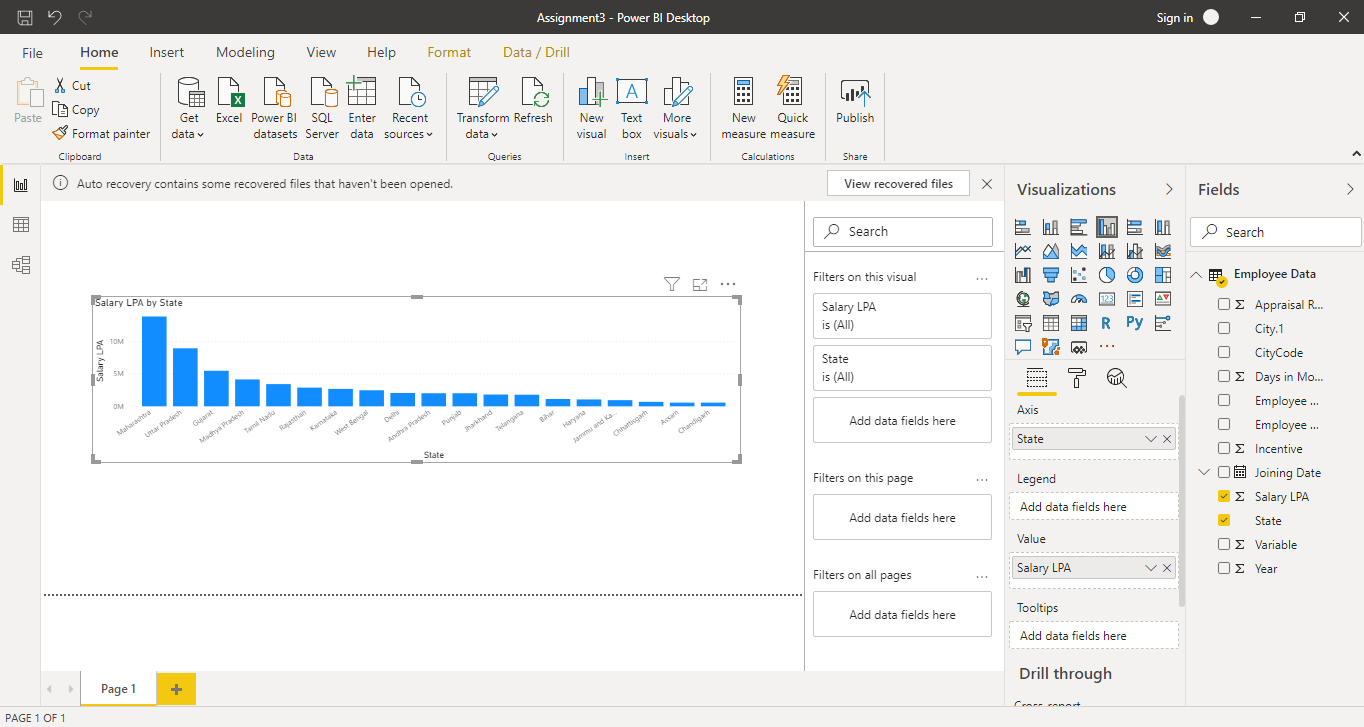 Assignment3 - Power BI Desktop
Sign in
File Home Insert Modeling View Help Format Data / Drill
Paste
Cut
Copy
Format painter
Clipboard
Get data
Excel
Power BI datasets
SQL Server
Enter data
Recent sources
Data
Transform data
Refresh
Queries
New visual
Text box
More visuals
Insert
New measure
Quick measure
Calculations
Publish
Share
Auto recovery contains some recovered files that haven't been opened.
View recovered files
Salary LPA by State
Salary LPA
10M
5M
0M
Maharashtra
Uttar Pradesh
Gujarat
Madhya Pradesh
Tamil Nadu
Rajasthan
Karnataka
West Bengal
Delhi
Andhra Pradesh
Punjab
Jharkhand
Telangana
Bihar
Haryana
Jammu and Ka...
Chhattisgarh
Assam
Chandigarh
State
Search
Filters on this visual
Salary LPA
is (All)
State
is (All)
Add data fields here
Filters on this page
Add data fields here
Filters on all pages
Add data fields here
Visualizations
123
R
Py
Axis
State
Legend
Add data fields here
Value
Salary LPA
Tooltips
Add data fields here
Drill through
Cross-report
Fields
Search
Employee Data
Appraisal R...
City.1
CityCode
Days in Mo...
Employee ...
Employee ...
Incentive
Joining Date
Salary LPA
State
Variable
Year
Page 1
PAGE 1 OF 1